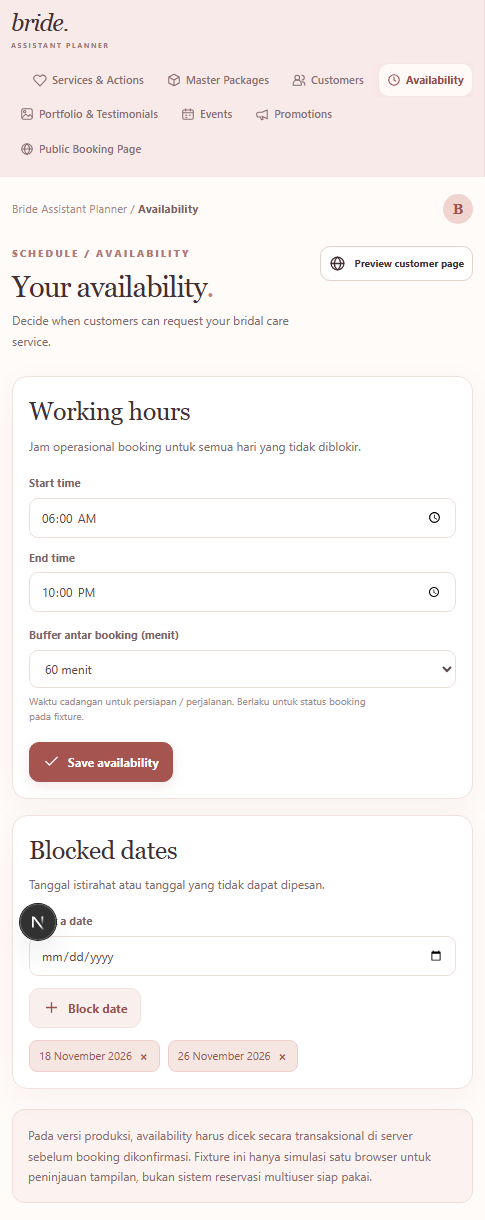 bride.
ASSISTANT PLANNER
Services & Actions Master Packages Customers Availability
Portfolio & Testimonials Events Promotions
Public Booking Page
Bride Assistant Planner / Availability
B
SCHEDULE / AVAILABILITY
Preview customer page
Your availability.
Decide when customers can request your bridal care
service.
Working hours
Jam operasional booking untuk semua hari yang tidak diblokir.
Start time
06:00 AM
End time
10:00 PM
Buffer antar booking (menit)
60 menit
Waktu cadangan untuk persiapan / perjalanan. Berlaku untuk status booking
pada fixture.
Save availability
Blocked dates
Tanggal istirahat atau tanggal yang tidak dapat dipesan.
N
a date
mm/dd/yyyy
+ Block date
18 November 2026 × 26 November 2026 ×
Pada versi produksi, availability harus dicek secara transaksional di server
sebelum booking dikonfirmasi. Fixture ini hanya simulasi satu browser untuk
peninjauan tampilan, bukan sistem reservasi multiuser siap pakai.